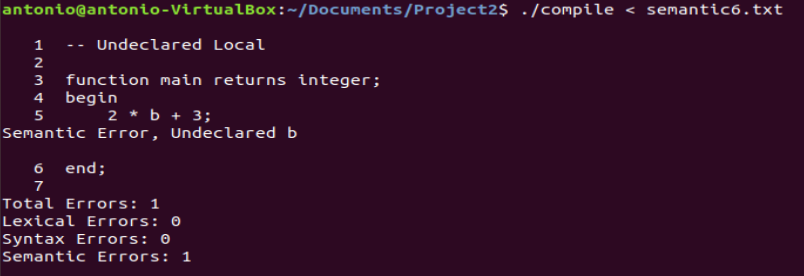 antonio@antonio-VirtualBox:~/Documents/Project2$ ./compile < semantic6.txt
1 -- Undeclared Local
2
3 function main returns integer;
4 begin
5 2 * b + 3;
Semantic Error, Undeclared b
6 end;
7
Total Errors: 1
Lexical Errors: 0
Syntax Errors: 0
Semantic Errors: 1